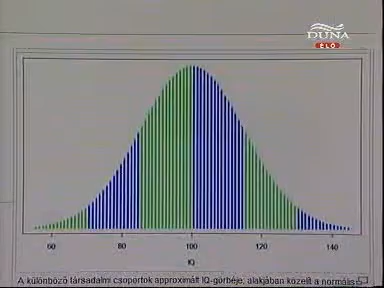 DUNA
ÉLŐ
60 80 100 120 140
IQ
A különböző társadalmi csoportok approximált IQ-görbéje, alakjában közelít a normális